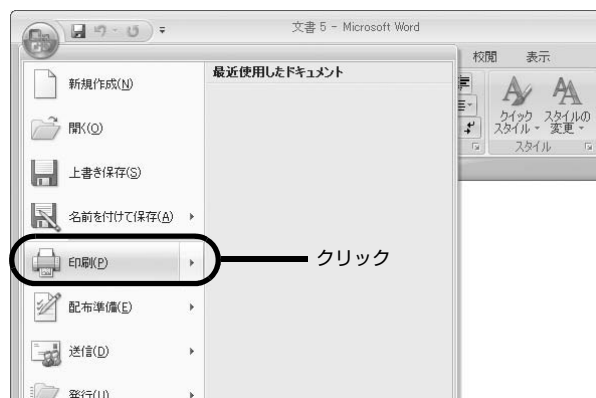 文書 5 - Microsoft Word
校閲 表示
新規作成(N)
最近使用したドキュメント
開く(O)
クイック スタイル スタイルの 変更
スタイル
上書き保存(S)
名前を付けて保存(A)
印刷(P)
クリック
配布準備(E)
送信(D)
発行(U)